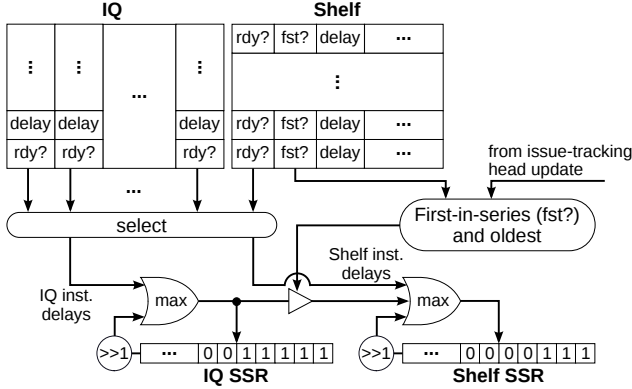 IQ
Shelf
rdy? fst? delay ...
⋮ ⋮ ... ⋮ ⋮
delay delay delay rdy? fst? delay ...
rdy? rdy? rdy? rdy? fst? delay ...
from issue-tracking
head update
...
select
First-in-series (fst?)
and oldest
Shelf inst.
delays
IQ inst.
delays
max
max
>>1 ... 0 0 1 1 1 1 1
>>1 ... 0 0 0 0 1 1 1
IQ SSR
Shelf SSR